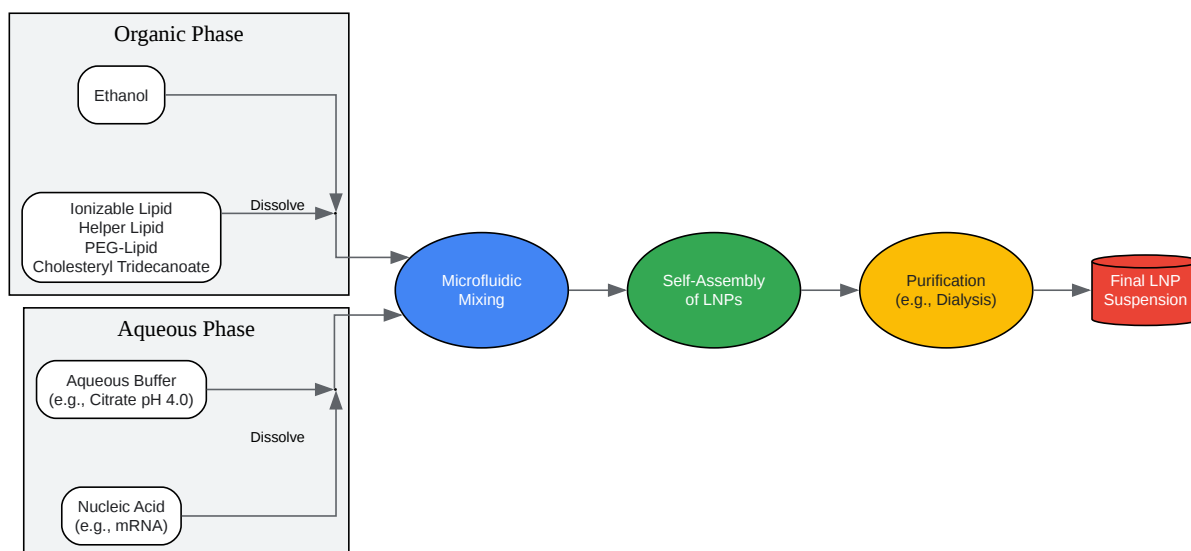 Organic Phase
Ethanol
Ionizable Lipid
Helper Lipid
PEG-Lipid
Cholesteryl Tridecanoate
Dissolve
Aqueous Phase
Aqueous Buffer
(e.g., Citrate pH 4.0)
Dissolve
Nucleic Acid
(e.g., mRNA)
Microfluidic
Mixing
Self-Assembly
of LNPs
Purification
(e.g., Dialysis)
Final LNP
Suspension